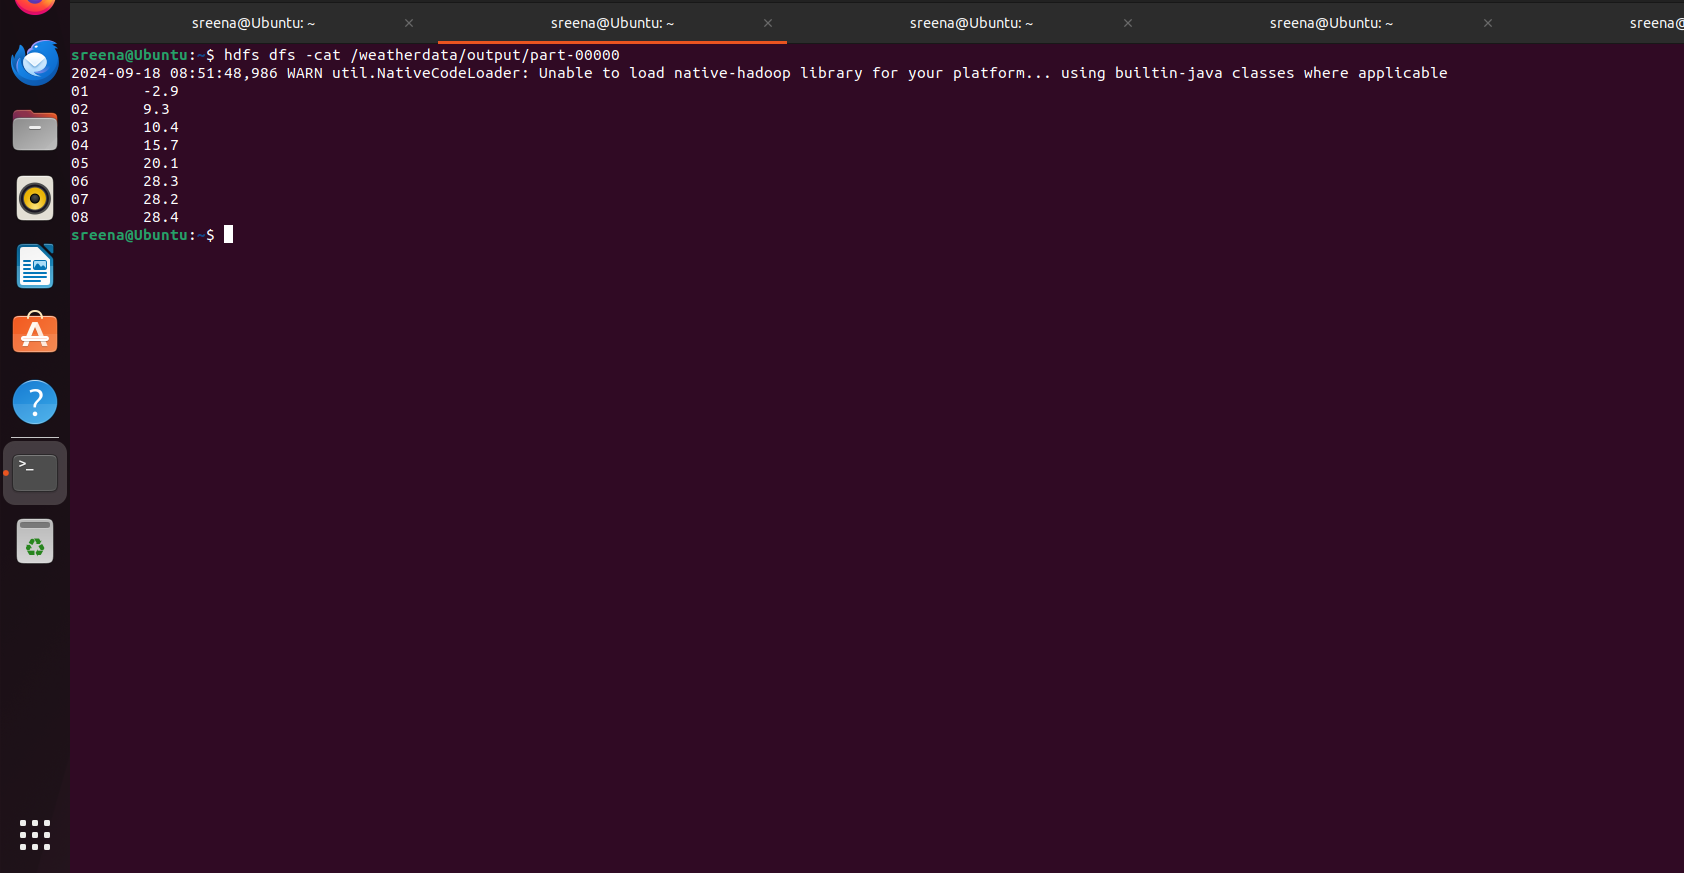 sreena@Ubuntu: ~ × sreena@Ubuntu: ~ × sreena@Ubuntu: ~ × sreena@Ubuntu: ~ × sreena@
sreena@Ubuntu:~$ hdfs dfs -cat /weatherdata/output/part-00000
2024-09-18 08:51:48,986 WARN util.NativeCodeLoader: Unable to load native-hadoop library for your platform... using builtin-java classes where applicable
01 -2.9
02 9.3
03 10.4
04 15.7
05 20.1
06 28.3
07 28.2
08 28.4
sreena@Ubuntu:~$